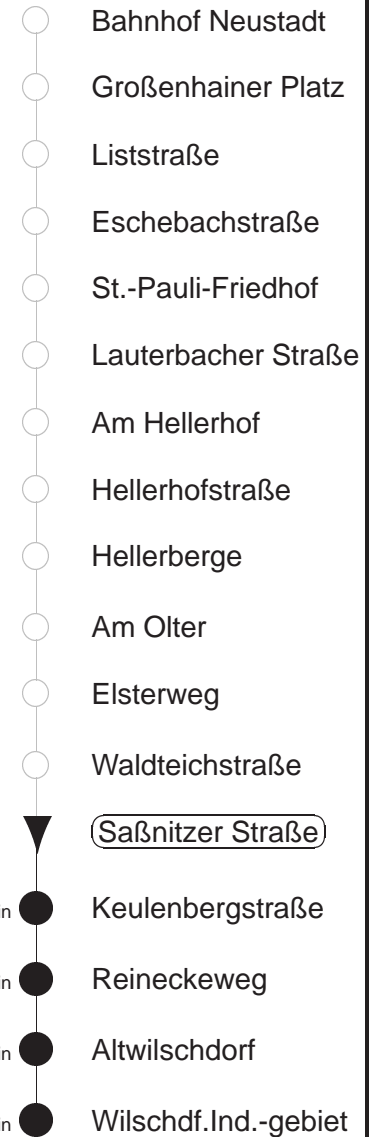 Bahnhof Neustadt
Großenhainer Platz
Liststraße
Eschebachstraße
St.-Pauli-Friedhof
Lauterbacher Straße
Am Hellerhof
Hellerhofstraße
Hellerberge
Am Olter
Elsterweg
Waldteichstraße
Saßnitzer Straße
Keulenbergstraße
Reineckeweg
Altwilschdorf
Wilschdf.Ind.-gebiet